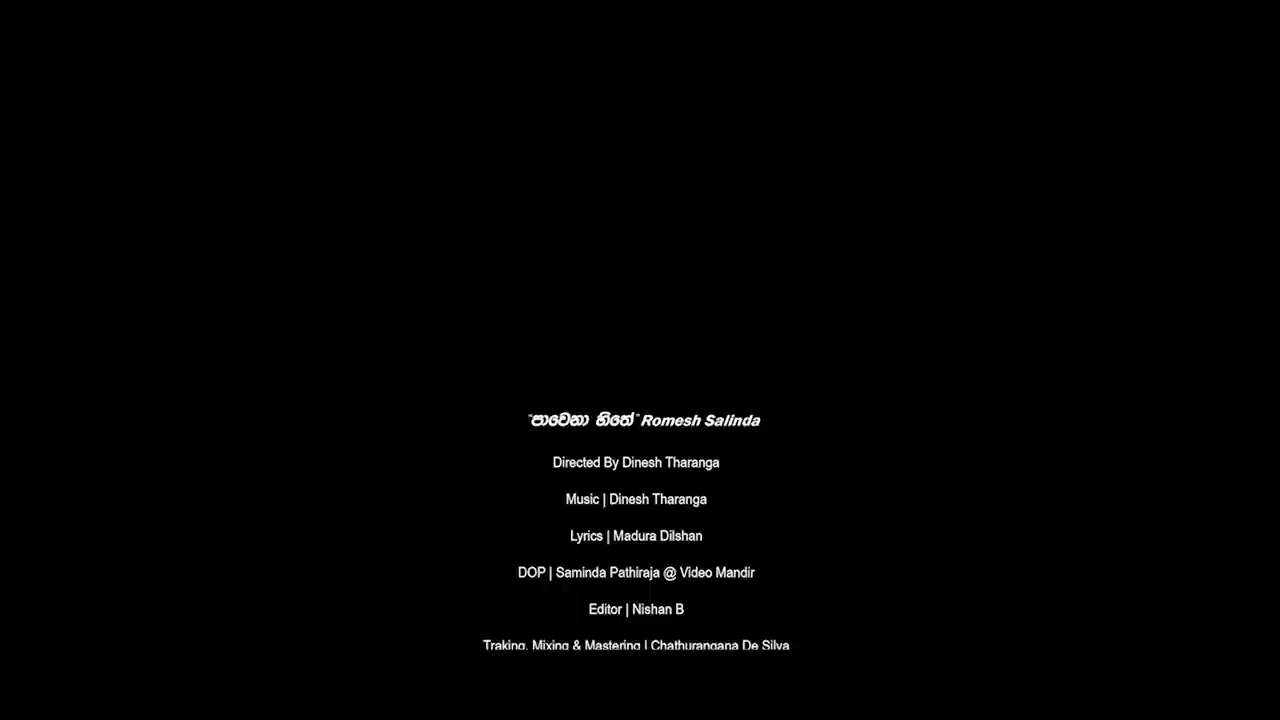 "පාවෙනා හිතේ" Romesh Salinda
Directed By Dinesh Tharanga
Music | Dinesh Tharanga
Lyrics | Madura Dilshan
DOP | Saminda Pathiraja @ Video Mandir
Editor | Nishan B
Traking, Mixing & Mastering | Chathurangana De Silva